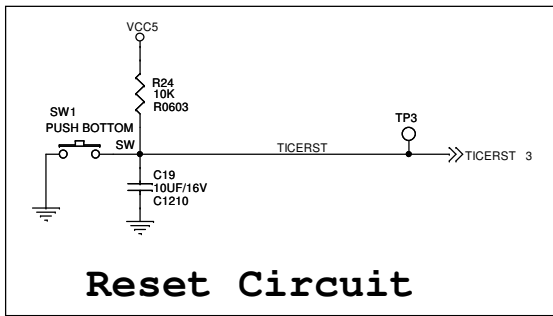 VCC5
R24
10K
R0603
SW1
PUSH BOTTOM
SW
TICERST
TP3
TICERST 3
C19
10UF/16V
C1210
Reset Circuit